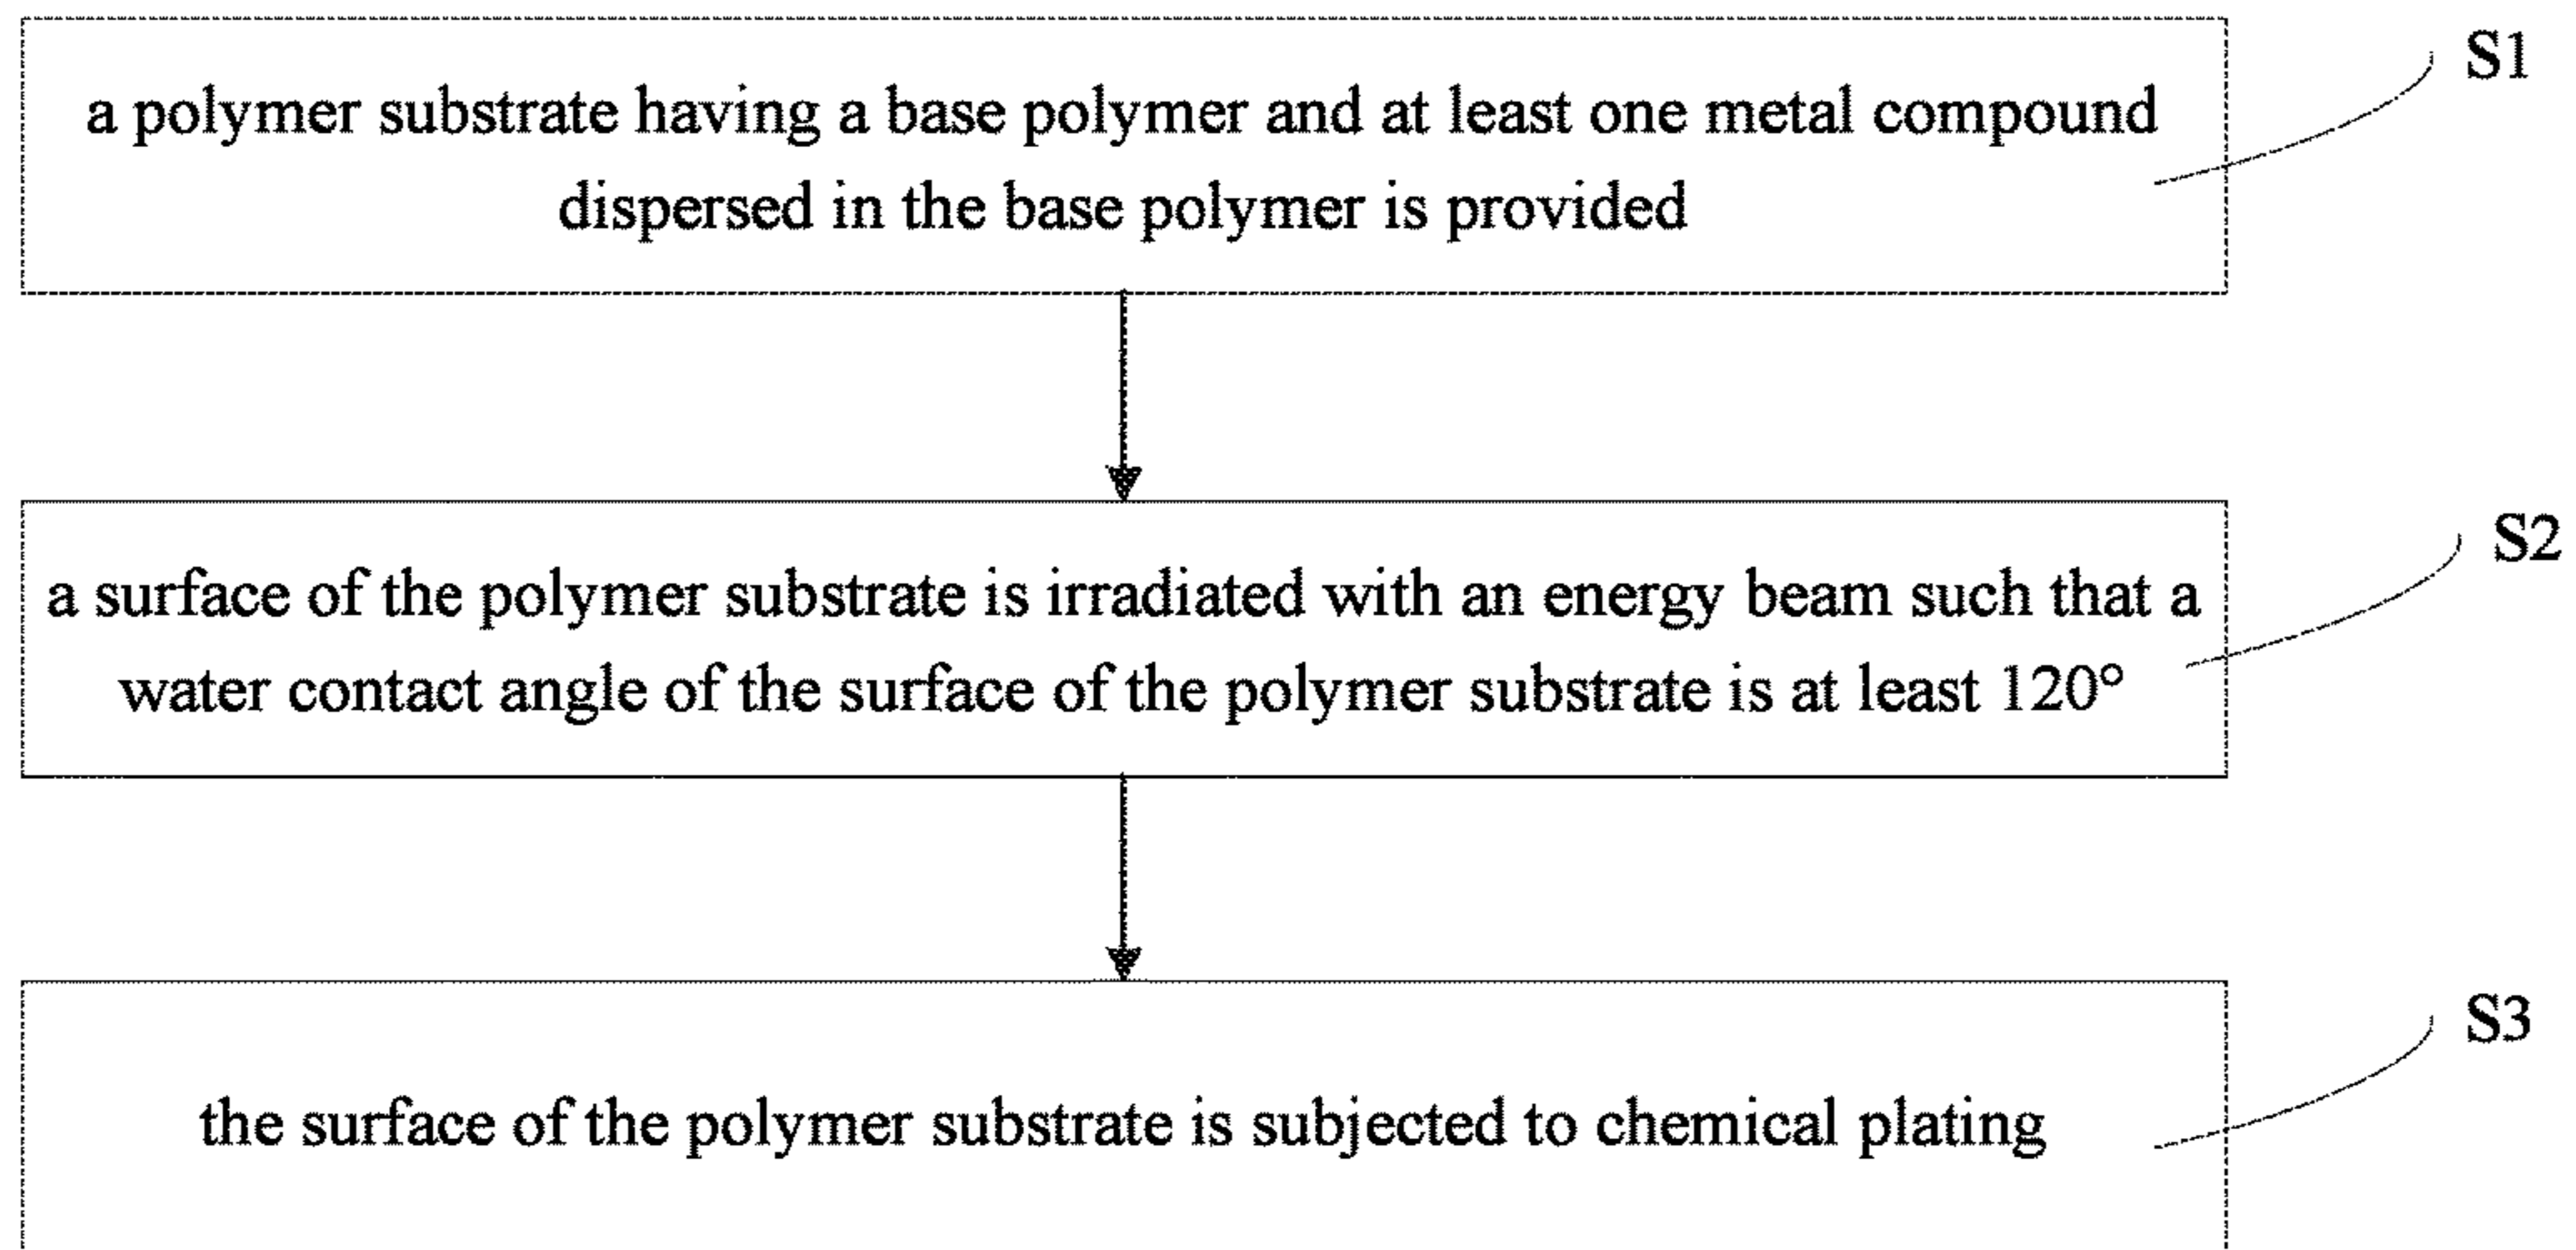 S1
a polymer substrate having a base polymer and at least one metal compound
dispersed in the base polymer is provided
S2
a surface of the polymer substrate is irradiated with an energy beam such that a
water contact angle of the surface of the polymer substrate is at least 120°
S3
the surface of the polymer substrate is subjected to chemical plating